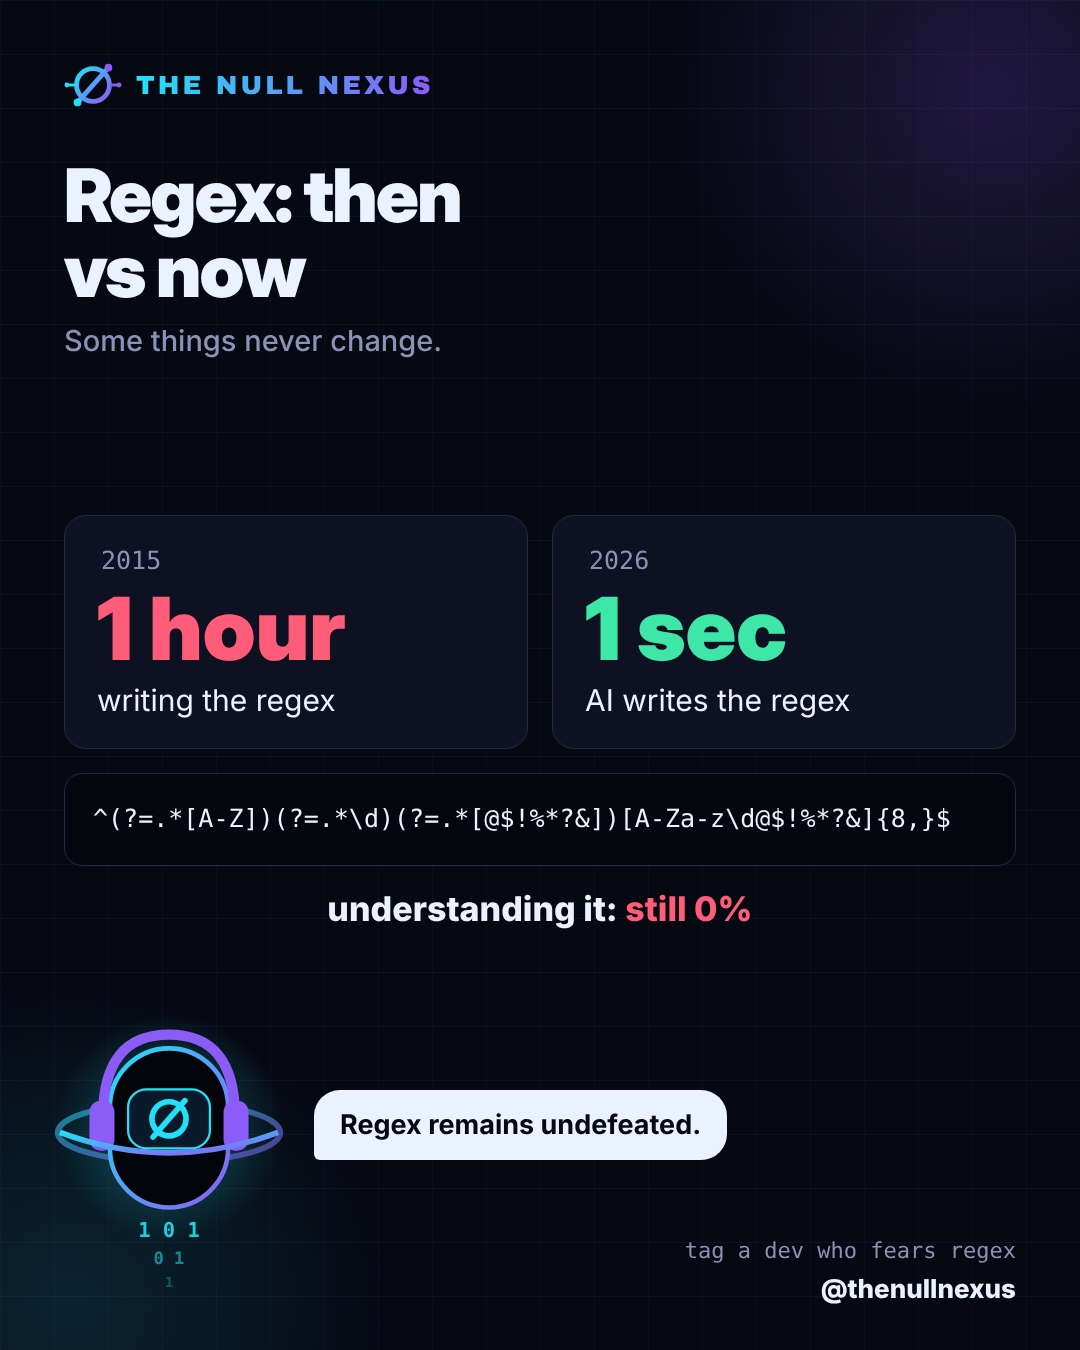 THE NULL NEXUS
Regex: then
vs now
Some things never change.
2015
1 hour
writing the regex
2026
1 sec
AI writes the regex
^(?=.*[A-Z])(?=.*\d)(?=.*[@$!%*?&])[A-Za-z\d@$!%*?&]{8,}$
understanding it: still 0%
Regex remains undefeated.
1 0 1
0 1
1
tag a dev who fears regex
@thenullnexus